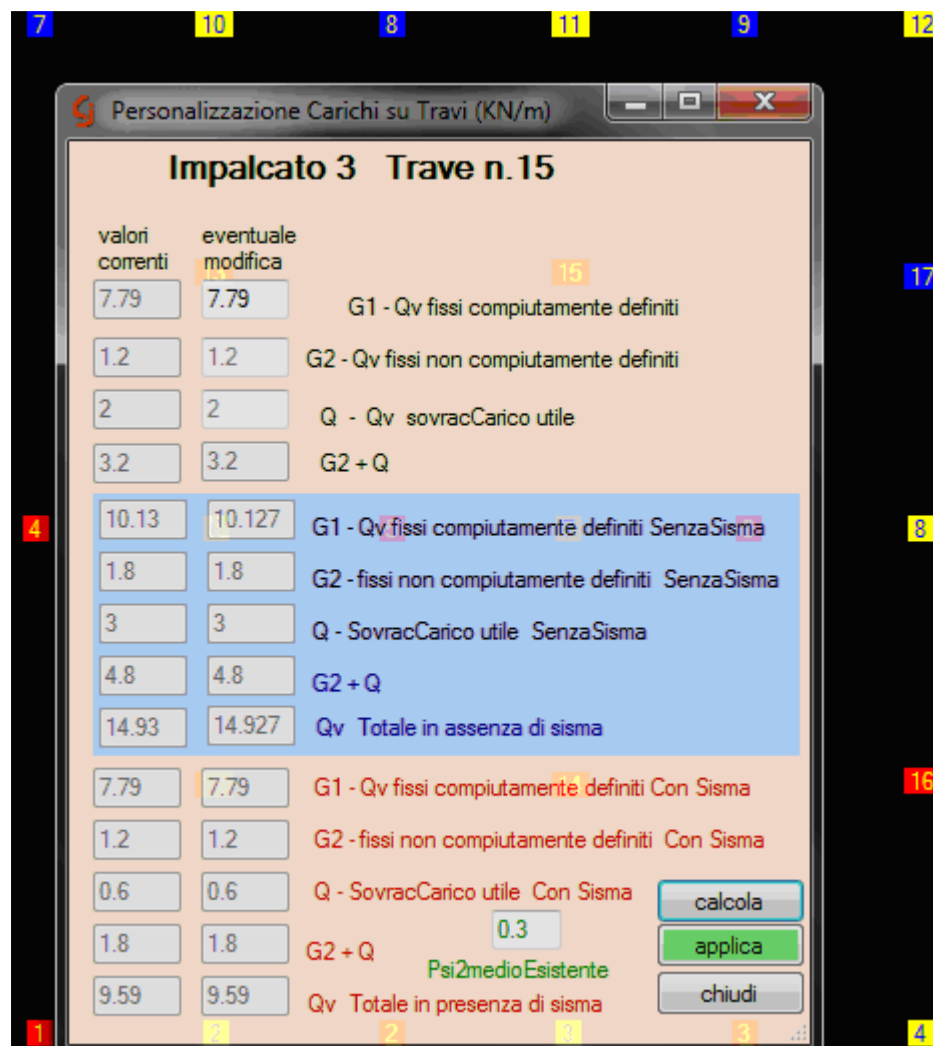 7 10 8 11 9 12
Personalizzazione Carichi su Travi (KN/m)
Impalcato 3 Trave n.15
valori eventuale
correnti modifica
13 15 17
7.79 7.79 G1 - Qv fissi compiutamente definiti
1.2 1.2 G2 - Qv fissi non compiutamente definiti
2 2 Q - Qv sovracCarico utile
3.2 3.2 G2 + Q
4 10.13 10.127 G1 - Qv fissi compiutamente definiti SenzaSisma 8
1.8 1.8 G2 - fissi non compiutamente definiti SenzaSisma
3 3 Q - SovracCarico utile SenzaSisma
4.8 4.8 G2 + Q
14.93 14.927 Qv Totale in assenza di sisma
7.79 7.79 G1 - Qv fissi compiutamente definiti Con Sisma 16
1.2 1.2 G2 - fissi non compiutamente definiti Con Sisma
0.6 0.6 Q - SovracCarico utile Con Sisma calcola
1.8 1.8 G2 + Q 0.3 applica
Psi2medioEsistente
9.59 9.59 Qv Totale in presenza di sisma chiudi
1 2 2 3 3 4